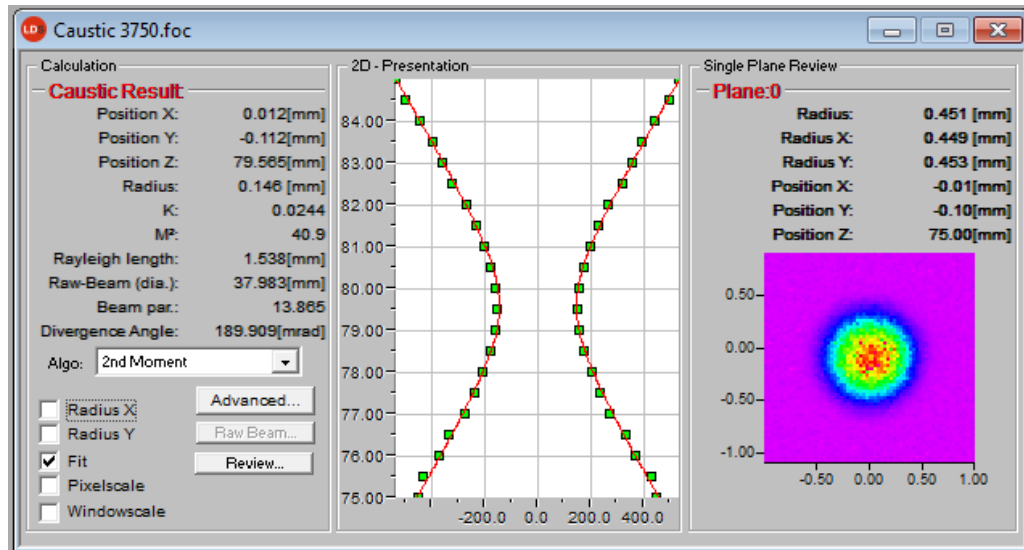 LD
Caustic 3750.foc
Calculation
Caustic Result:
Position X: 0.012[mm]
Position Y: -0.112[mm]
Position Z: 79.565[mm]
Radius: 0.146 [mm]
K: 0.0244
M²: 40.9
Rayleigh length: 1.538[mm]
Raw-Beam (dia.): 37.983[mm]
Beam par.: 13.865
Divergence Angle: 189.909[mrad]
Algo: 2nd Moment
Radius X
Radius Y
Fit
Pixelscale
Windowscale
Advanced...
Raw Beam...
Review...
2D - Presentation
84.00
83.00
82.00
81.00
80.00
79.00
78.00
77.00
76.00
75.00
-200.0 0.0 200.0 400.0
Single Plane Review
Plane:0
Radius: 0.451 [mm]
Radius X: 0.449 [mm]
Radius Y: 0.453 [mm]
Position X: -0.01[mm]
Position Y: -0.10[mm]
Position Z: 75.00[mm]
0.50
0.00
-0.50
-1.00
-0.50 0.00 0.50 1.00